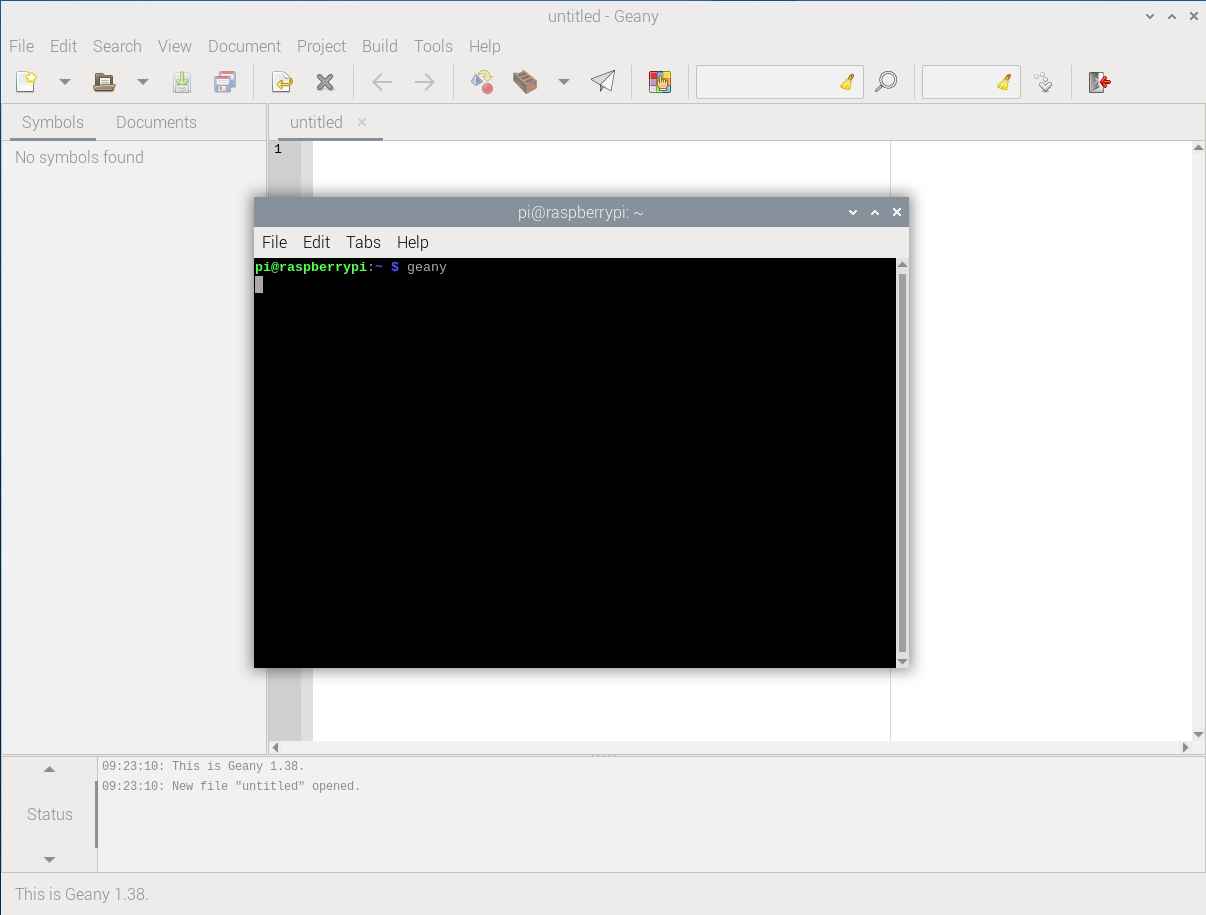 untitled - Geany
File Edit Search View Document Project Build Tools Help
Symbols Documents
untitled
No symbols found
1
pi@raspberrypi: ~
File Edit Tabs Help
pi@raspberrypi:~ $ geany
09:23:10: This is Geany 1.38.
09:23:10: New file "untitled" opened.
Status
This is Geany 1.38.